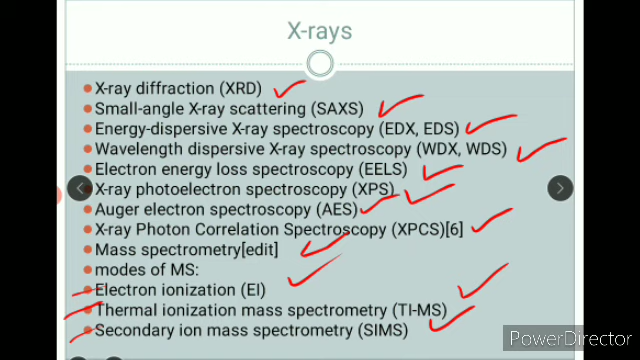 X-rays
X-ray diffraction (XRD)
Small-angle X-ray scattering (SAXS)
Energy-dispersive X-ray spectroscopy (EDX, EDS)
Wavelength dispersive X-ray spectroscopy (WDX, WDS)
Electron energy loss spectroscopy (EELS)
X-ray photoelectron spectroscopy (XPS)
Auger electron spectroscopy (AES)
X-ray Photon Correlation Spectroscopy (XPCS)[6]
Mass spectrometry[edit]
modes of MS:
Electron ionization (EI)
Thermal ionization mass spectrometry (TI-MS)
Secondary ion mass spectrometry (SIMS)
PowerDirector